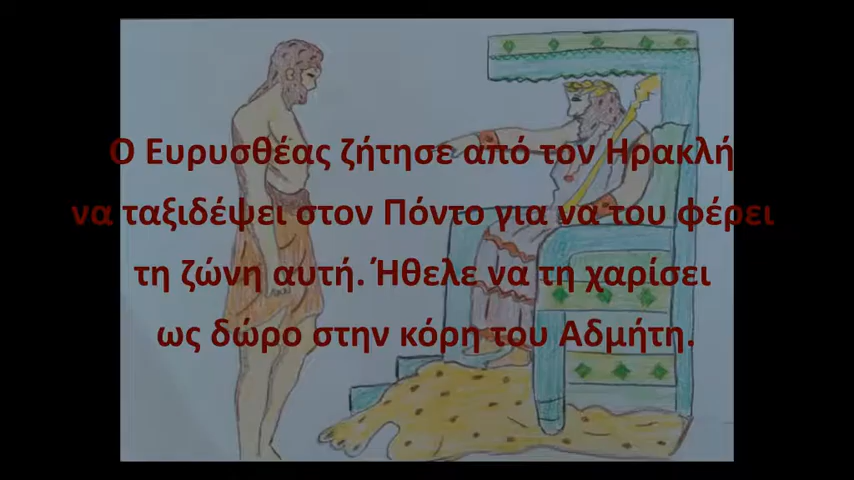 Ο Ευρυσθέας ζήτησε από τον Ηρακλή
να ταξιδέψει στον Πόντο για να του φέρει
τη ζώνη αυτή. Ήθελε να τη χαρίσει
ως δώρο στην κόρη του Αδμήτη.